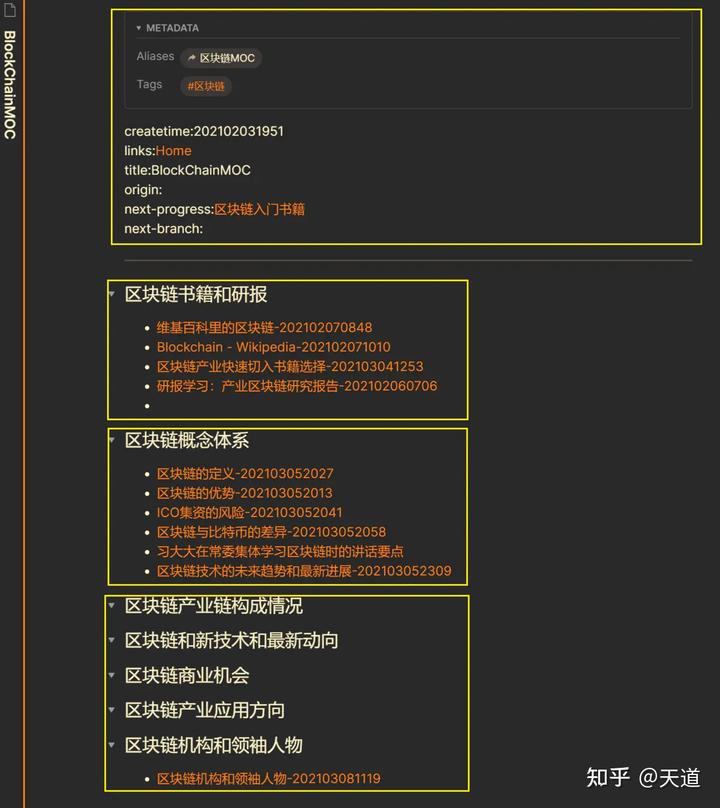 BlockChainMOC
METADATA
Aliases 区块链MOC
Tags #区块链
createtime:202102031951
links:Home
title:BlockChainMOC
origin:
next-progress:区块链入门书籍
next-branch:
区块链书籍和研报
维基百科里的区块链-202102070848
Blockchain - Wikipedia-202102071010
区块链产业快速切入书籍选择-202103041253
研报学习：产业区块链研究报告-202102060706
区块链概念体系
区块链的定义-202103052027
区块链的优势-202103052013
ICO集资的风险-202103052041
区块链与比特币的差异-202103052058
习大大在常委集体学习区块链时的讲话要点
区块链技术的未来趋势和最新进展-202103052309
区块链产业链构成情况
区块链和新技术和最新动向
区块链商业机会
区块链产业应用方向
区块链机构和领袖人物
区块链机构和领袖人物-202103081119
知乎 @天道